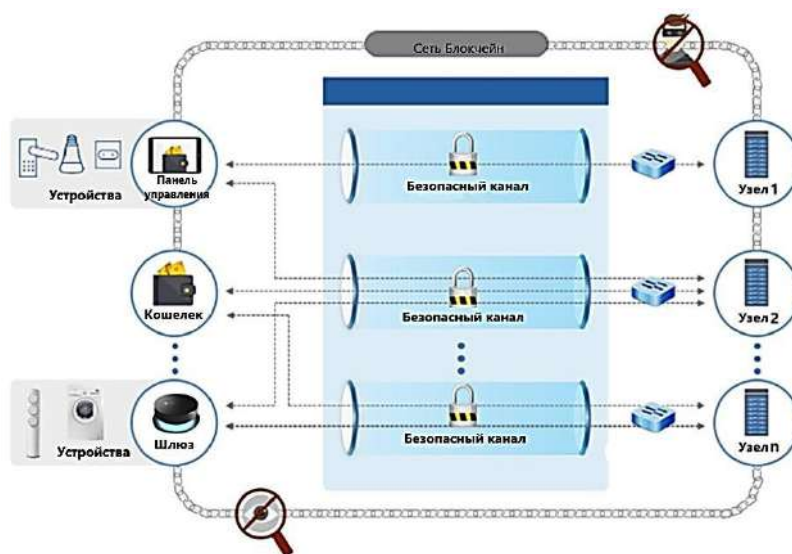 Сеть Блокчейн
Устройства
Панель
управления
Безопасный канал
Узел 1
Кошелек
Безопасный канал
Узел 2
Устройства
Шлюз
Безопасный канал
Узел n